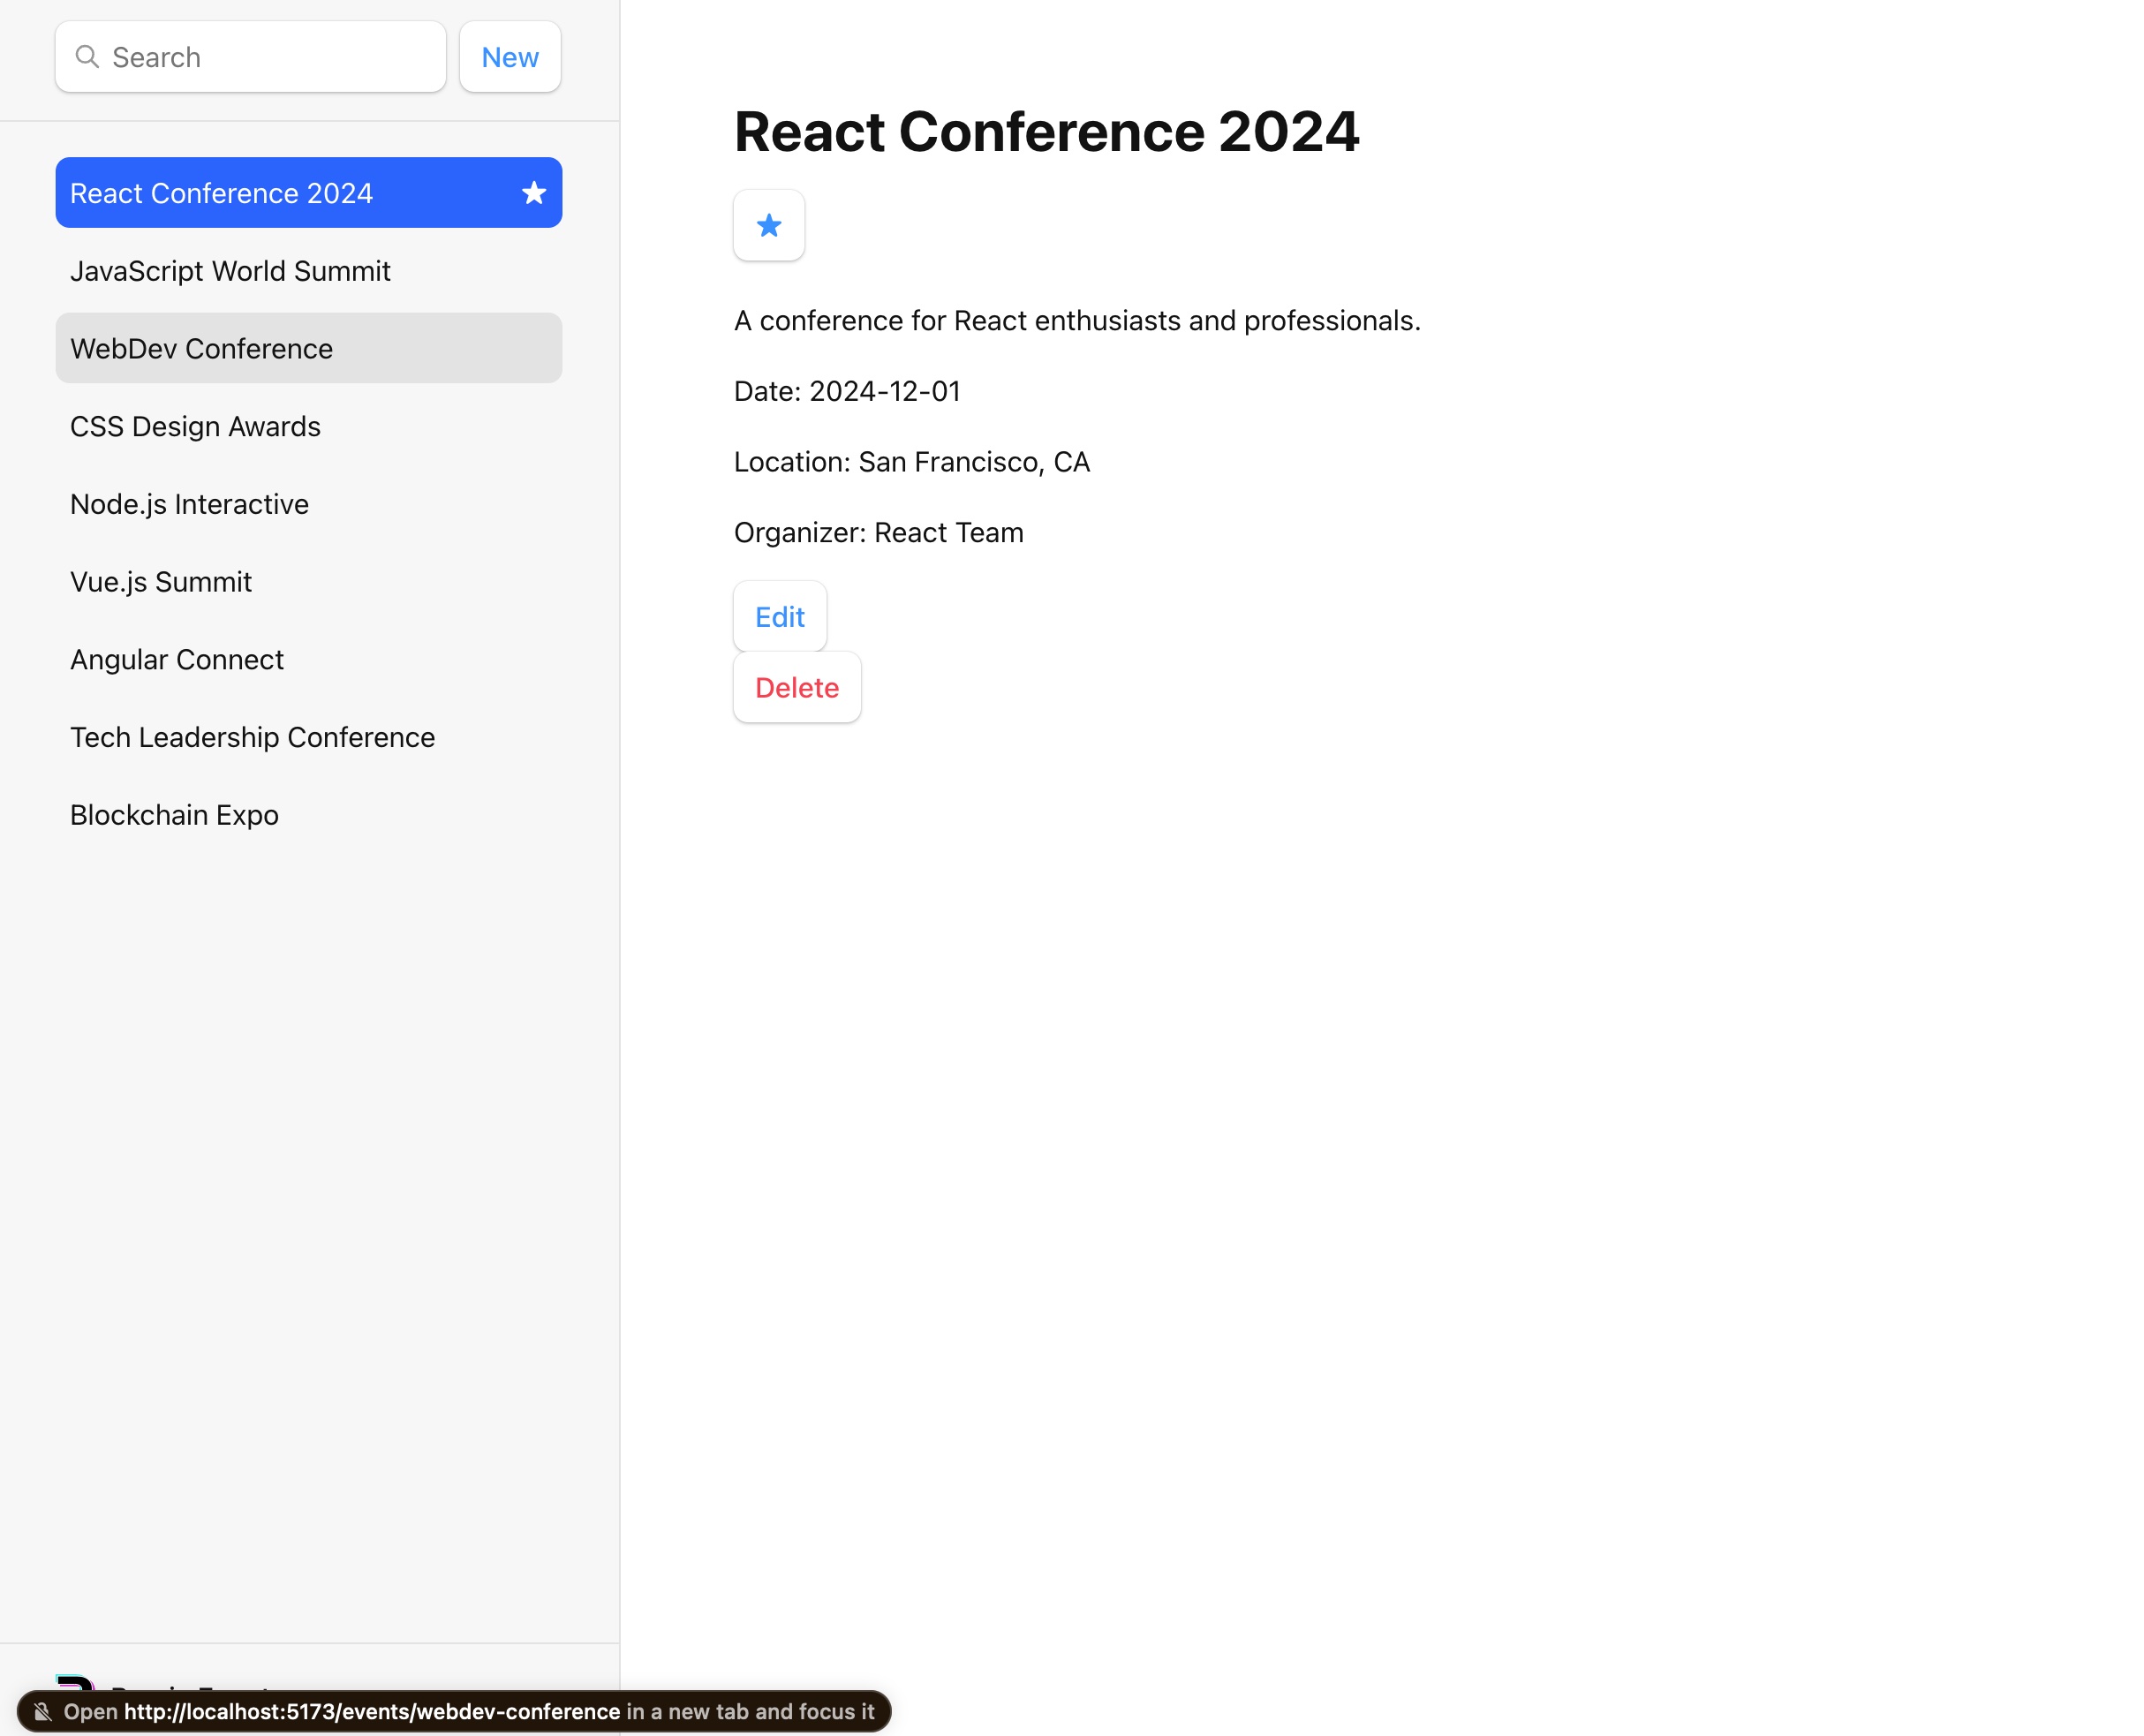 Search
New
React Conference 2024
JavaScript World Summit
WebDev Conference
CSS Design Awards
Node.js Interactive
Vue.js Summit
Angular Connect
Tech Leadership Conference
Blockchain Expo
React Conference 2024
A conference for React enthusiasts and professionals.
Date: 2024-12-01
Location: San Francisco, CA
Organizer: React Team
Edit
Delete
Open http://localhost:5173/events/webdev-conference in a new tab and focus it